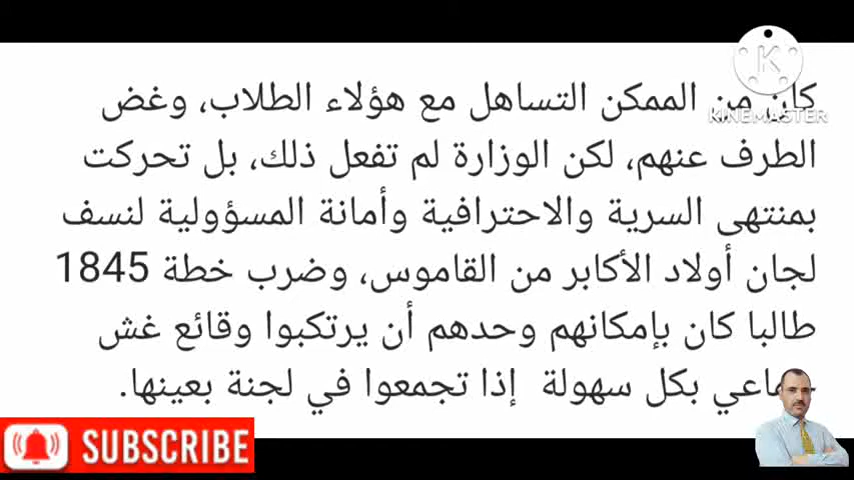 كان من الممكن التساهل مع هؤلاء الطلاب، وغض
الطرف عنهم، لكن الوزارة لم تفعل ذلك، بل تحركت
بمنتهى السرية والاحترافية وأمانة المسؤولية لنسف
لجان أولاد الأكابر من القاموس، وضرب خطة 1845
طالبا كان بإمكانهم وحدهم أن يرتكبوا وقائع غش
بكل سهولة إذا تجمعوا في لجنة بعينها.
K
KINEMASTER
SUBSCRIBE